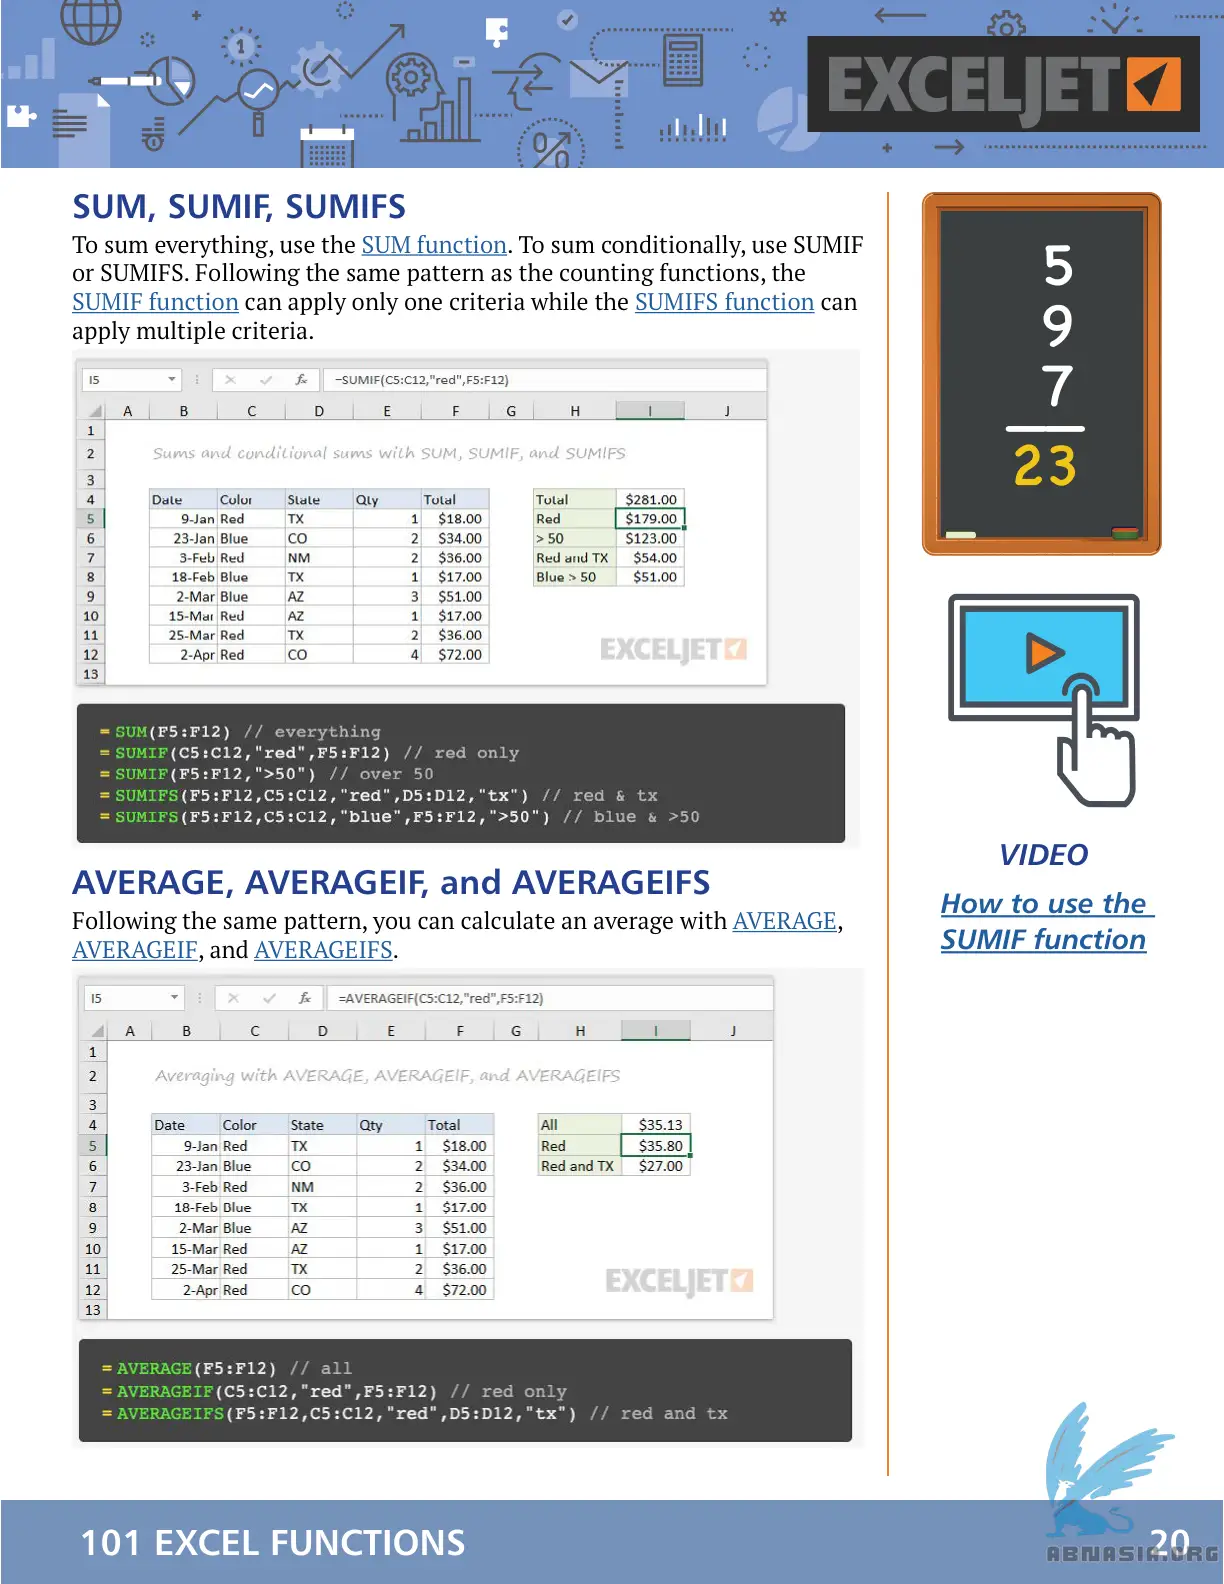 EXCELJET
SUM, SUMIF, SUMIFS
To sum everything, use the SUM function. To sum conditionally, use SUMIF
or SUMIFS. Following the same pattern as the counting functions, the
SUMIF function can apply only one criteria while the SUMIFS function can
apply multiple criteria.
I5 fx =SUMIF(C5:C12,"red",F5:F12)
A B C D E F G H I J
1
2 Sums and conditional sums with SUM, SUMIF, and SUMIFS
3
4 Date Color State Qty Total Total $281.00
5 9-Jan Red TX 1 $18.00 Red $179.00
6 23-Jan Blue CO 2 $34.00 > 50 $123.00
7 3-Feb Red NM 2 $36.00 Red and TX $54.00
8 18-Feb Blue TX 1 $17.00 Blue > 50 $51.00
9 2-Mar Blue AZ 3 $51.00
10 15-Mar Red AZ 1 $17.00
11 25-Mar Red TX 2 $36.00
12 2-Apr Red CO 4 $72.00
13
EXCELJET
=SUM(F5:F12) // everything
=SUMIF(C5:C12,"red",F5:F12) // red only
=SUMIF(F5:F12,">50") // over 50
=SUMIFS(F5:F12,C5:C12,"red",D5:D12,"tx") // red & tx
=SUMIFS(F5:F12,C5:C12,"blue",F5:F12,">50") // blue & >50
AVERAGE, AVERAGEIF, and AVERAGEIFS
Following the same pattern, you can calculate an average with AVERAGE,
AVERAGEIF, and AVERAGEIFS.
I5 fx =AVERAGEIF(C5:C12,"red",F5:F12)
A B C D E F G H I J
1
2 Averaging with AVERAGE, AVERAGEIF, and AVERAGEIFS
3
4 Date Color State Qty Total All $35.13
5 9-Jan Red TX 1 $18.00 Red $35.80
6 23-Jan Blue CO 2 $34.00 Red and TX $27.00
7 3-Feb Red NM 2 $36.00
8 18-Feb Blue TX 1 $17.00
9 2-Mar Blue AZ 3 $51.00
10 15-Mar Red AZ 1 $17.00
11 25-Mar Red TX 2 $36.00
12 2-Apr Red CO 4 $72.00
13
EXCELJET
=AVERAGE(F5:F12) // all
=AVERAGEIF(C5:C12,"red",F5:F12) // red only
=AVERAGEIFS(F5:F12,C5:C12,"red",D5:D12,"tx") // red and tx
5
9
7
23
VIDEO
How to use the
SUMIF function
1
%
101 EXCEL FUNCTIONS
20
ABNASIA.ORG